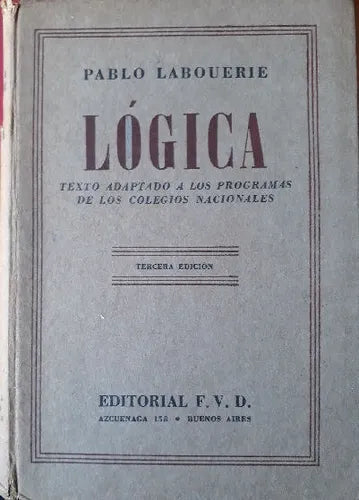 PABLO LABOUERIE
LÓGICA
TEXTO ADAPTADO A LOS PROGRAMAS
DE LOS COLEGIOS NACIONALES
TERCERA EDICIÓN
EDITORIAL F. V. D.
AZCUENAGA 158 • BUENOS AIRES